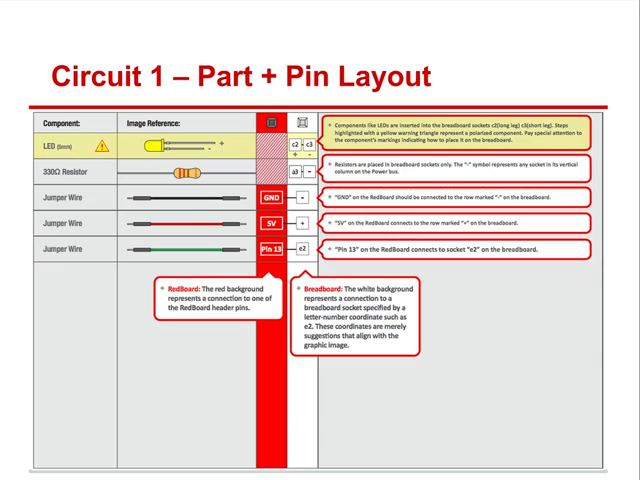 Circuit 1 – Part + Pin Layout
Component:
Image Reference:
LED (5mm)
!
+
-
c2
c3
+
-
Components like LEDs are inserted into the breadboard sockets c2(long leg) c3(short leg). Steps
highlighted with a yellow warning triangle represent a polarized component. Pay special attention to
the component's markings indicating how to place it on the breadboard.
330Ω Resistor
a3
-
Resistors are placed in breadboard sockets only. The "-" symbol represents any socket in its vertical
column on the Power bus.
Jumper Wire
GND
-
"GND" on the RedBoard should be connected to the row marked "-" on the breadboard.
Jumper Wire
5V
+
"5V" on the RedBoard connects to the row marked "+" on the breadboard.
Jumper Wire
Pin 13
e2
"Pin 13" on the RedBoard connects to socket "e2" on the breadboard.
RedBoard: The red background
represents a connection to one of
the RedBoard header pins.
Breadboard: The white background
represents a connection to a
breadboard socket specified by a
letter-number coordinate such as
e2. These coordinates are merely
suggestions that align with the
graphic image.